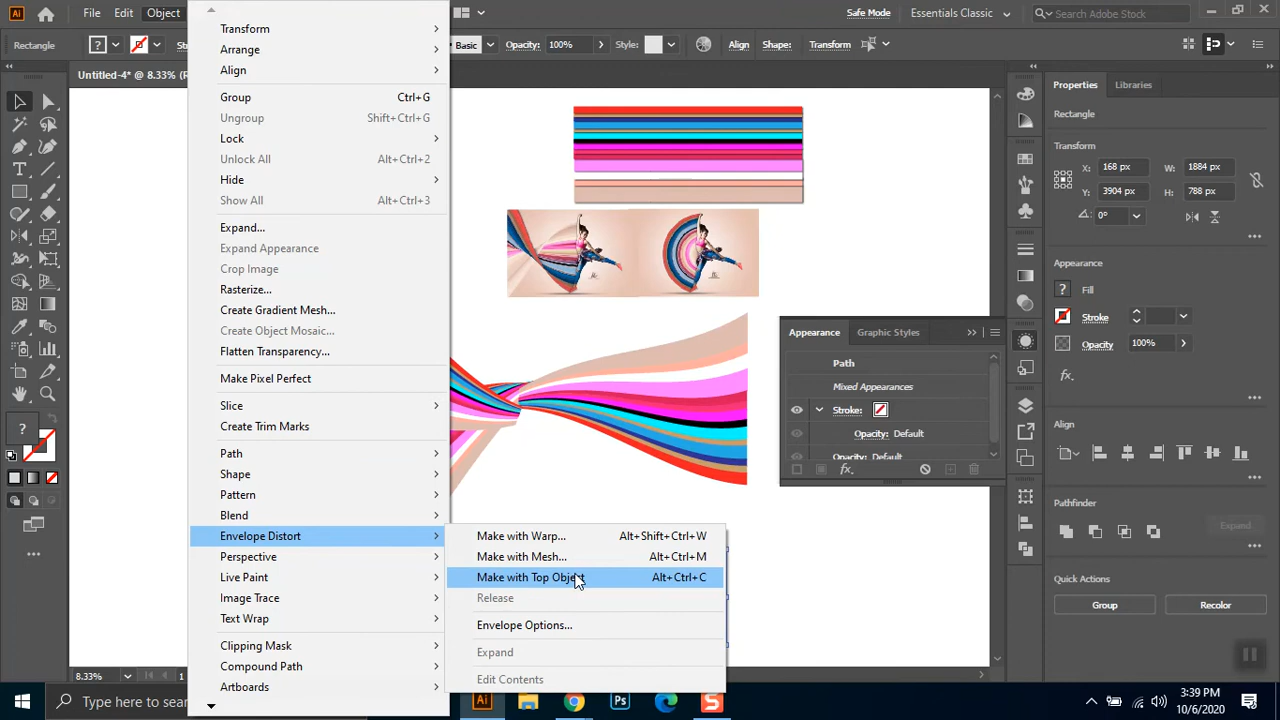 File
Edit
Object
Safe Mode
Essentials Classic
Search Adobe Stock
Rectangle
Basic
Opacity:
100%
Style:
Align
Shape:
Transform
Untitled-4* @ 8.33%
Transform
Arrange
Align
Group Ctrl+G
Ungroup Shift+Ctrl+G
Lock
Unlock All Alt+Ctrl+2
Hide
Show All Alt+Ctrl+3
Expand...
Expand Appearance
Crop Image
Rasterize...
Create Gradient Mesh...
Create Object Mosaic...
Flatten Transparency...
Make Pixel Perfect
Slice
Create Trim Marks
Path
Shape
Pattern
Blend
Envelope Distort
Perspective
Live Paint
Image Trace
Text Wrap
Clipping Mask
Compound Path
Artboards
Make with Warp... Alt+Shift+Ctrl+W
Make with Mesh... Alt+Ctrl+M
Make with Top Object Alt+Ctrl+C
Release
Envelope Options...
Expand
Edit Contents
Appearance
Graphic Styles
Path
Mixed Appearances
Stroke:
Opacity: Default
Opacity: Default
Properties
Libraries
Rectangle
Transform
X: 168 px W: 1884 px
Y: 3904 px H: 788 px
0°
Appearance
? Fill
Stroke
Opacity 100%
fx.
Align
Pathfinder
Expand
Quick Actions
Group
Recolor
8.33%
1
Type here to sea
Ai
Ps
S
3:39 PM
10/6/2020